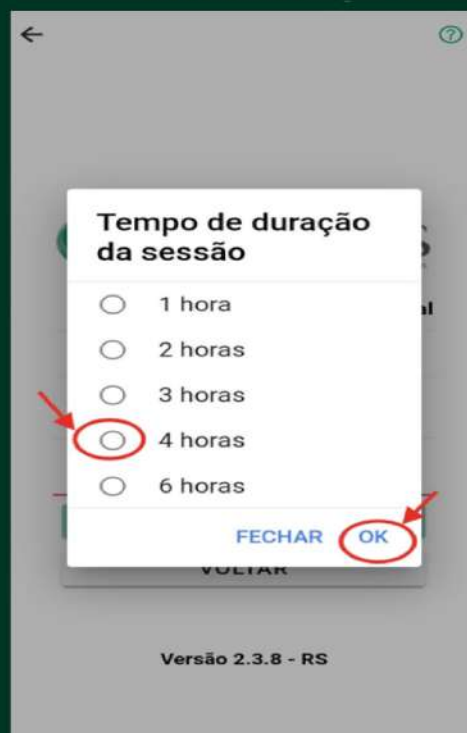 Tempo de duração
da sessão
1 hora
2 horas
3 horas
4 horas
6 horas
FECHAR OK
VOLTAR
Versão 2.3.8 - RS